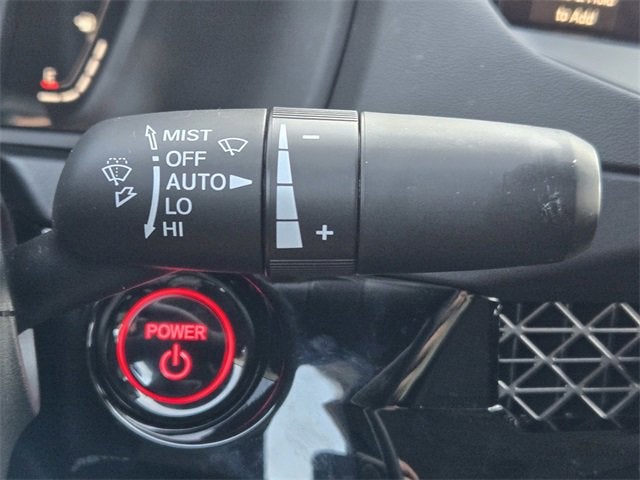 to Add
MIST
OFF
AUTO
LO
HI
−
+
POWER